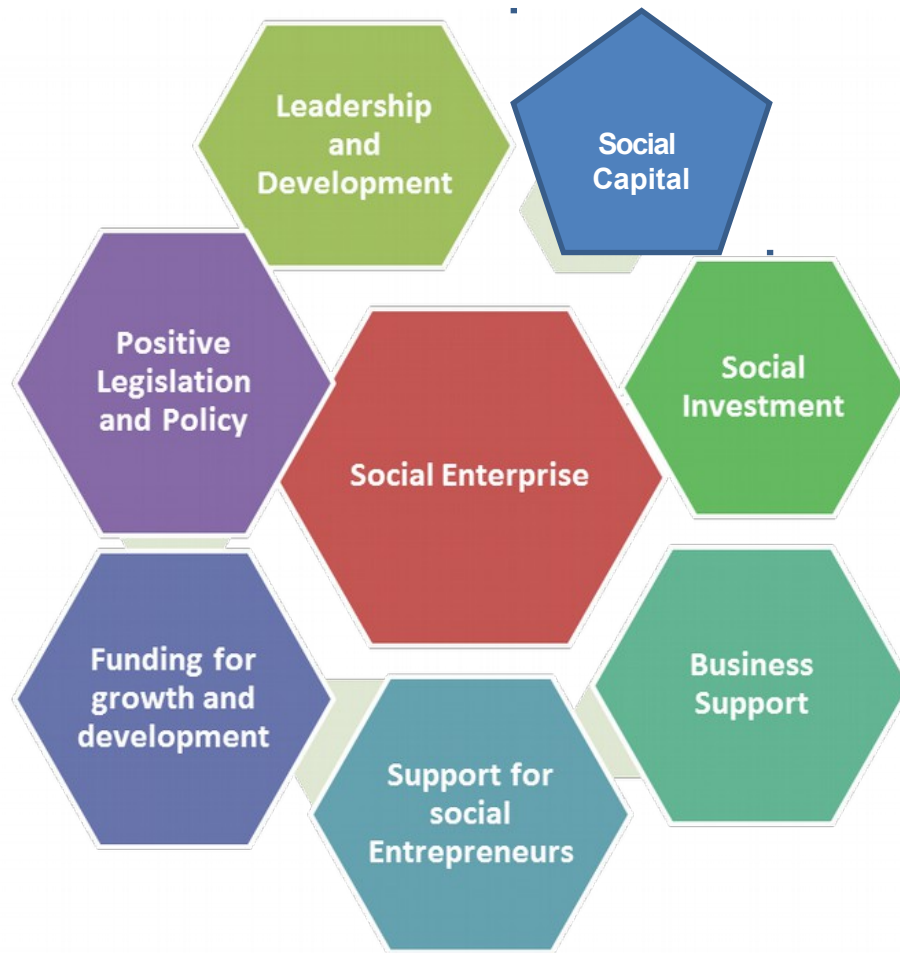 Leadership
and
Development
Social
Capital
Positive
Legislation
and Policy
Social
Investment
Social Enterprise
Funding for
growth and
development
Business
Support
Support for
social
Entrepreneurs